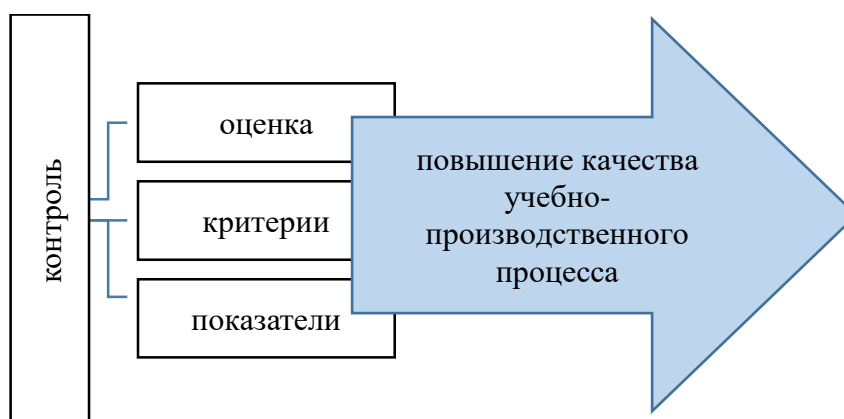 контроль
оценка
критерии
показатели
повышение качества
учебно-
производственного
процесса